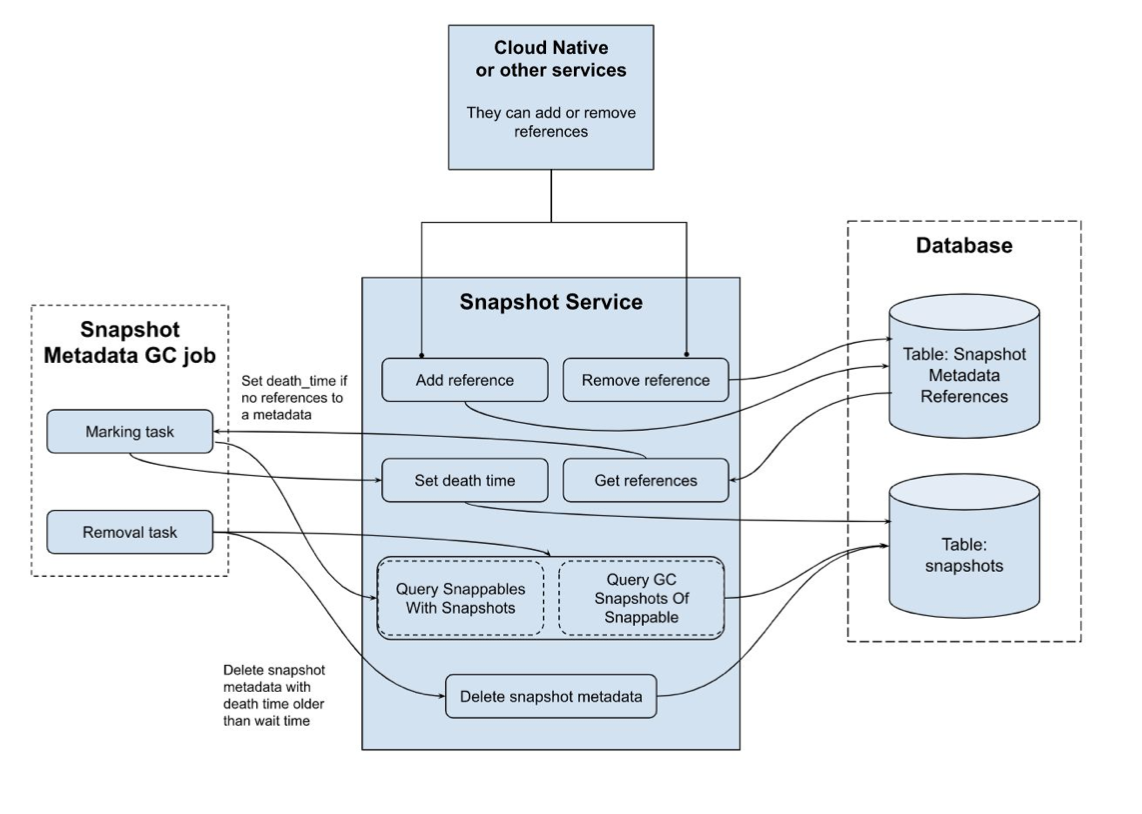 Cloud Native
or other services
They can add or remove
references
Database
Snapshot Service
Snapshot
Metadata GC job
Table: Snapshot
Metadata
References
Add reference
Remove reference
Set death_time if
no references to
a metadata
Marking task
Set death time
Get references
Removal task
Table:
snapshots
Query Snappables
With Snapshots
Query GC
Snapshots Of
Snappable
Delete snapshot
metadata with
death time older
than wait time
Delete snapshot metadata